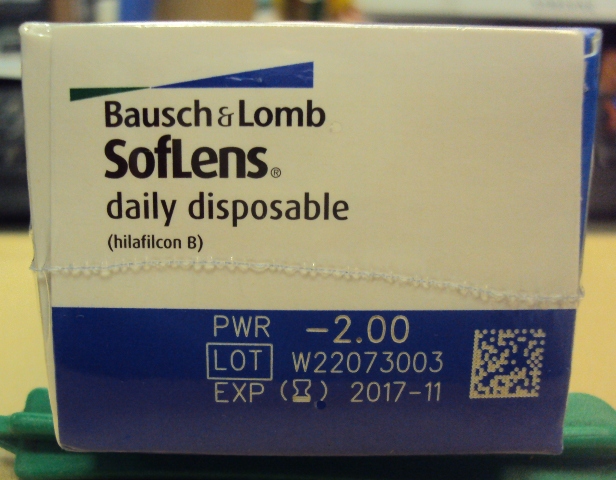 Bausch & Lomb
SofLens®
daily disposable
(hilafilcon B)
PWR -2.00
LOT W22073003
EXP (⌛) 2017-11